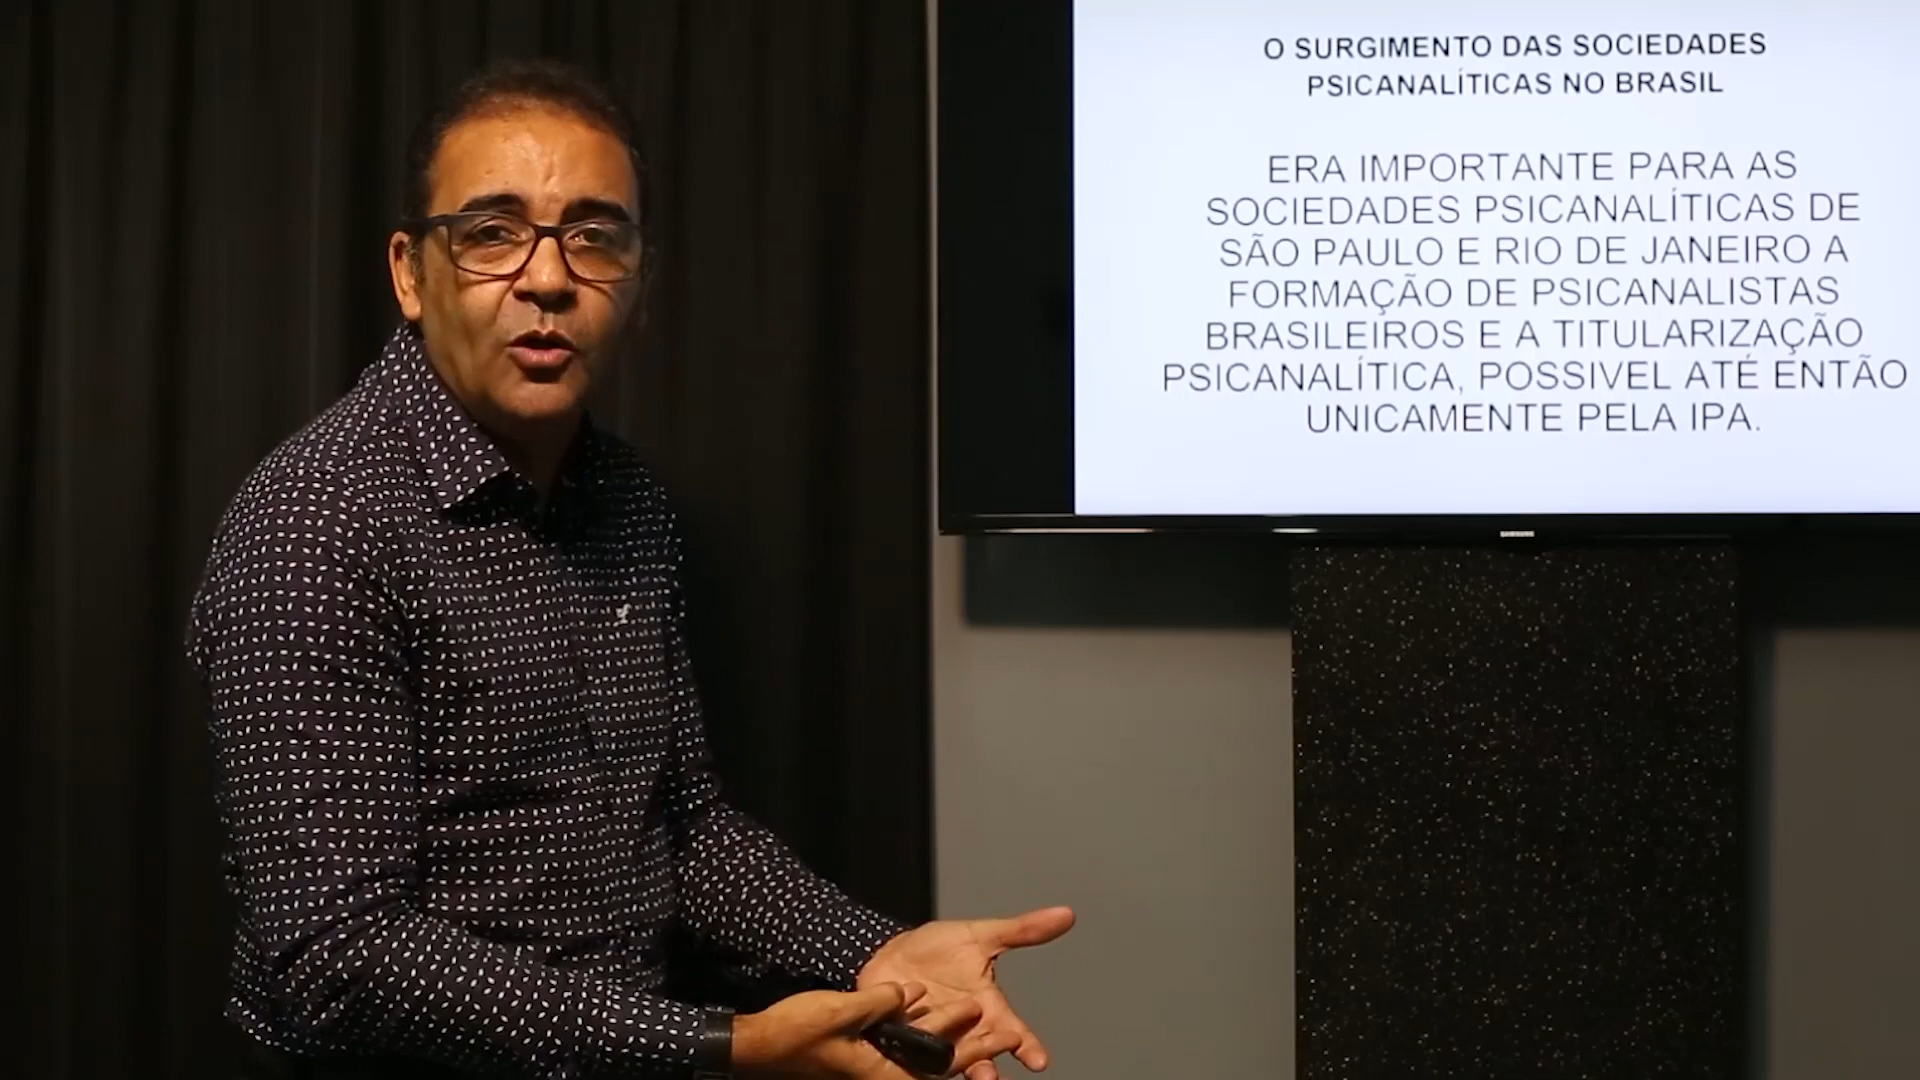 O SURGIMENTO DAS SOCIEDADES
PSICANALÍTICAS NO BRASIL
ERA IMPORTANTE PARA AS
SOCIEDADES PSICANALÍTICAS DE
SÃO PAULO E RIO DE JANEIRO A
FORMAÇÃO DE PSICANALISTAS
BRASILEIROS E A TITULARIZAÇÃO
PSICANALÍTICA, POSSIVEL ATÉ ENTÃO
UNICAMENTE PELA IPA.
SAMSUNG